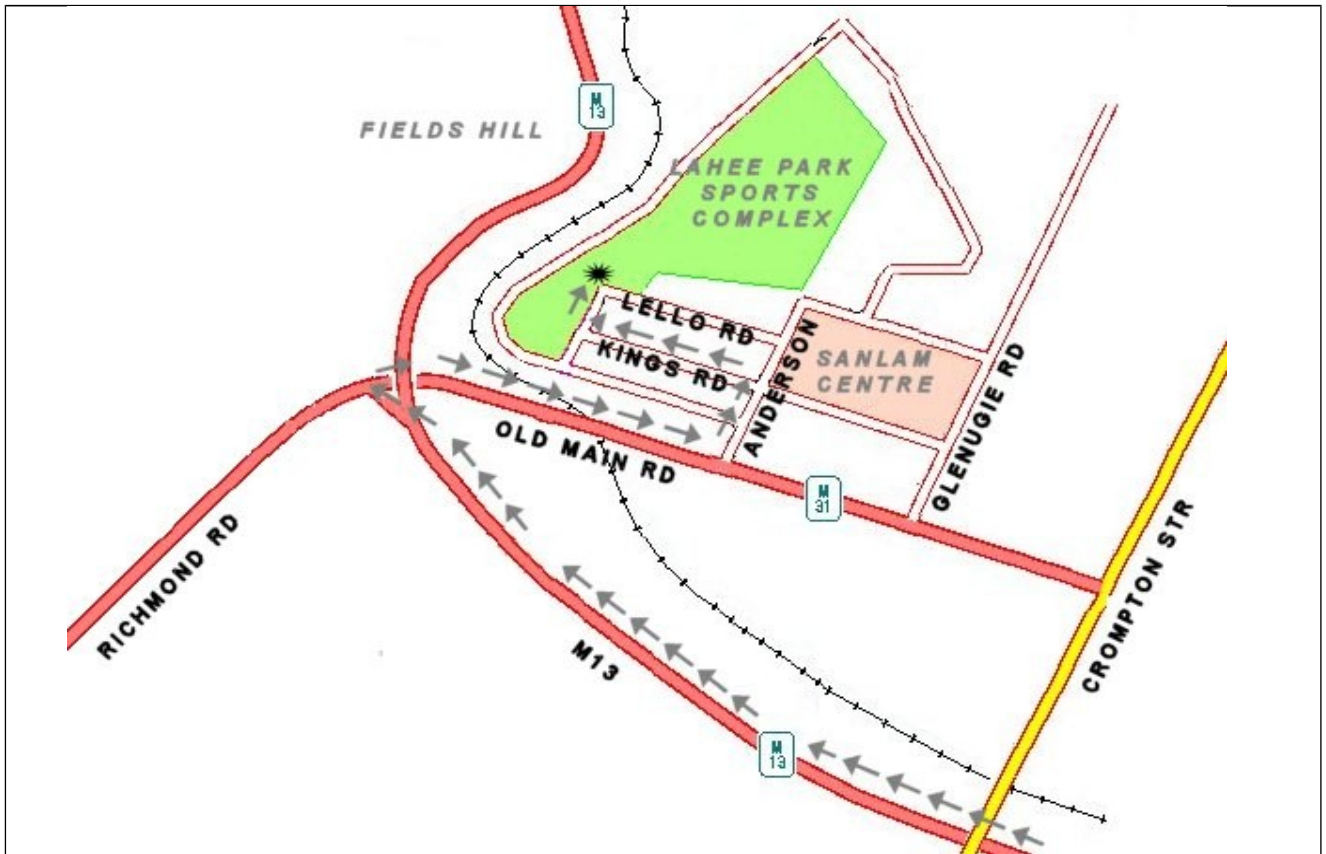 M
13
FIELDS HILL
LAHEE PARK
SPORTS
COMPLEX
LELLO RD
KINGS RD
ANDERSON
SANLAM
CENTRE
GLENUGIE RD
OLD MAIN RD
M
31
RICHMOND RD
CROMPTON STR
M13
M
13